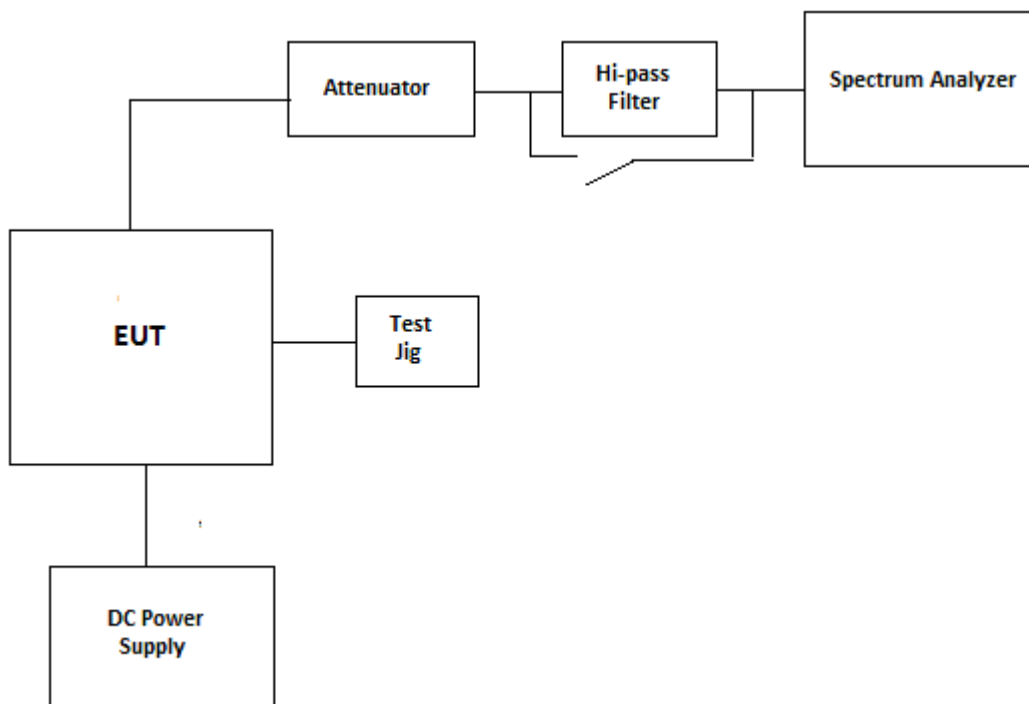 Attenuator
Hi-pass
Filter
Spectrum Analyzer
EUT
Test
Jig
DC Power
Supply